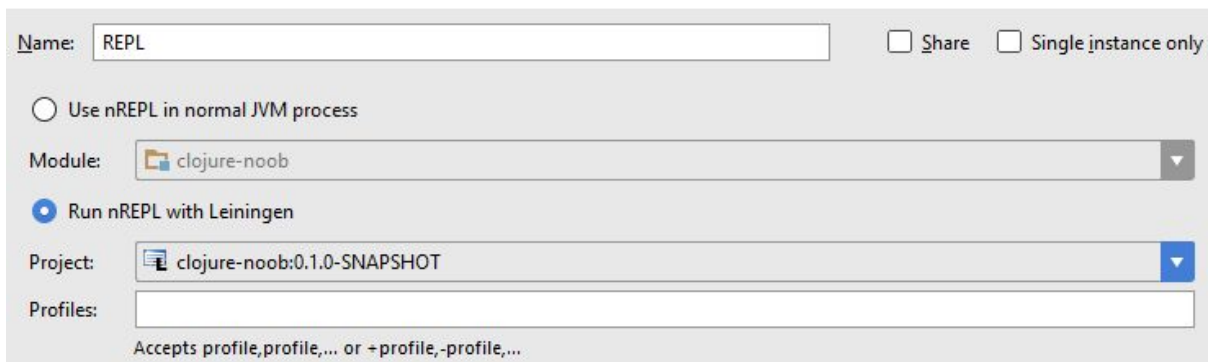 Name: REPL Share Single instance only
Use nREPL in normal JVM process
Module: clojure-noob
Run nREPL with Leiningen
Project: clojure-noob:0.1.0-SNAPSHOT
Profiles:
Accepts profile,profile,... or +profile,-profile,...